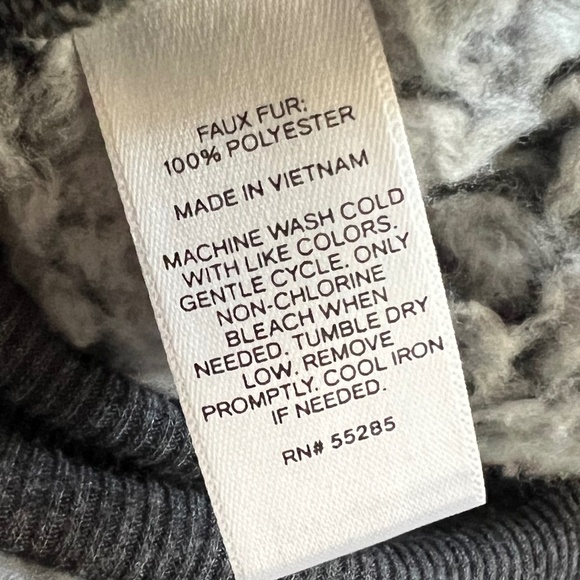 FAUX FUR:
100% POLYESTER
MADE IN VIETNAM
MACHINE WASH COLD
WITH LIKE COLORS.
GENTLE CYCLE. ONLY
NON-CHLORINE
BLEACH WHEN
NEEDED. TUMBLE DRY
LOW. REMOVE
PROMPTLY. COOL IRON
IF NEEDED.
RN# 55285